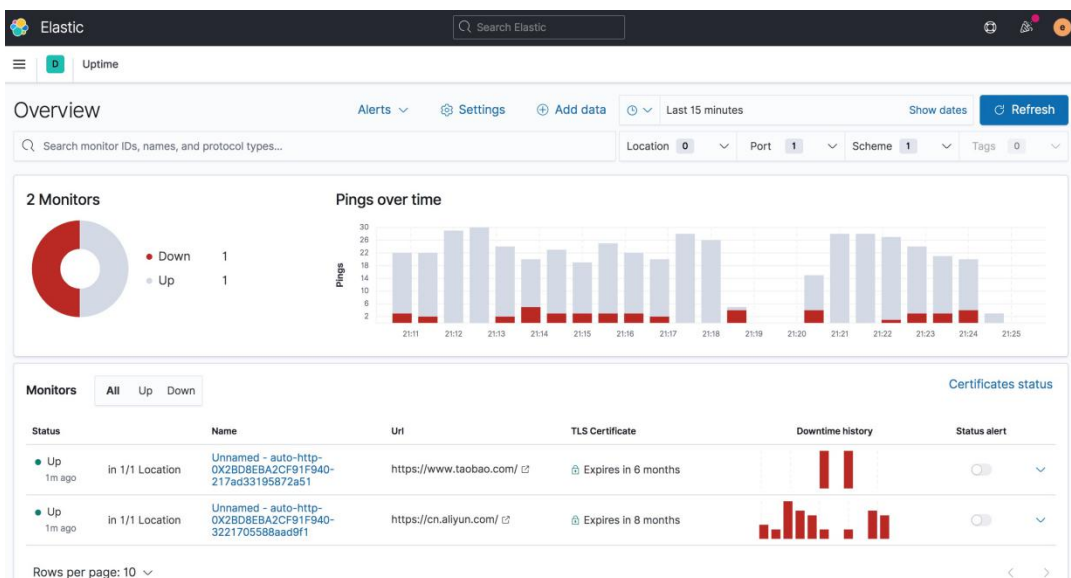 Elastic
Search Elastic
e
D
Uptime
Overview
Alerts
Settings
Add data
Last 15 minutes
Show dates
Refresh
Search monitor IDs, names, and protocol types...
Location 0
Port 1
Scheme 1
Tags 0
2 Monitors
Down 1
Up 1
Pings over time
Pings
30
26
22
18
14
10
6
2
21:11 21:12 21:13 21:14 21:15 21:16 21:17 21:18 21:19 21:20 21:21 21:22 21:23 21:24 21:25
Monitors
All Up Down
Certificates status
Status Name Url TLS Certificate Downtime history Status alert
Up
1m ago
in 1/1 Location
Unnamed - auto-http-
0X2BD8EBA2CF91F940-
217ad33195872a51
https://www.taobao.com/
Expires in 6 months
Up
1m ago
in 1/1 Location
Unnamed - auto-http-
0X2BD8EBA2CF91F940-
3221705588aad9f1
https://cn.aliyun.com/
Expires in 8 months
Rows per page: 10